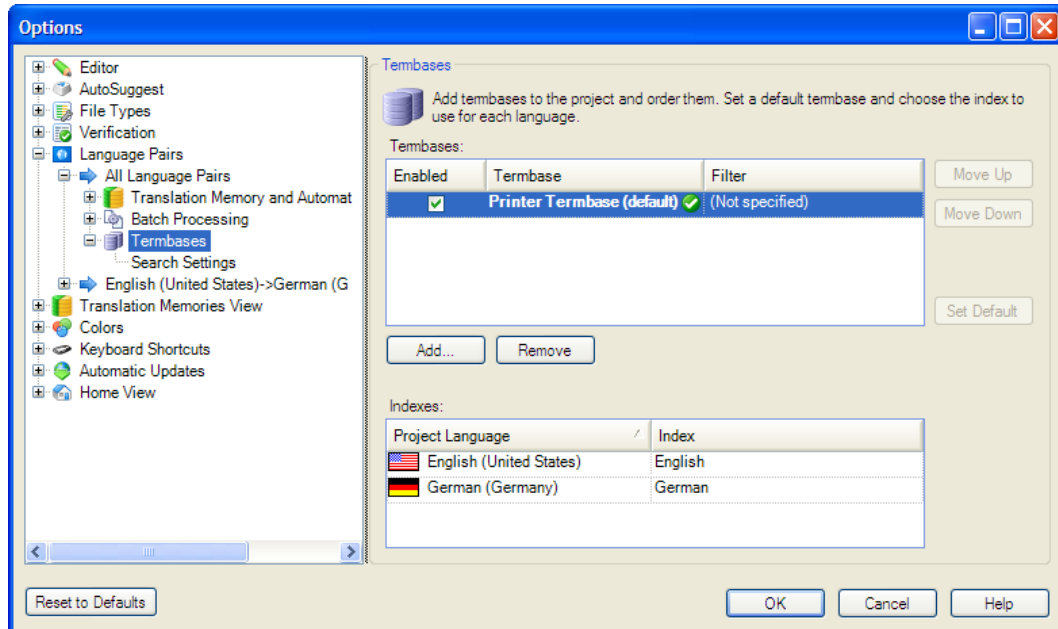 Options
Editor
AutoSuggest
File Types
Verification
Language Pairs
All Language Pairs
Translation Memory and Automat
Batch Processing
Termbases
Search Settings
English (United States)->German (G
Translation Memories View
Colors
Keyboard Shortcuts
Automatic Updates
Home View
Termbases
Add termbases to the project and order them. Set a default termbase and choose the index to
use for each language.
Termbases:
Enabled Termbase Filter
Printer Termbase (default) (Not specified)
Move Up
Move Down
Set Default
Add... Remove
Indexes:
Project Language Index
English (United States) English
German (Germany) German
Reset to Defaults OK Cancel Help